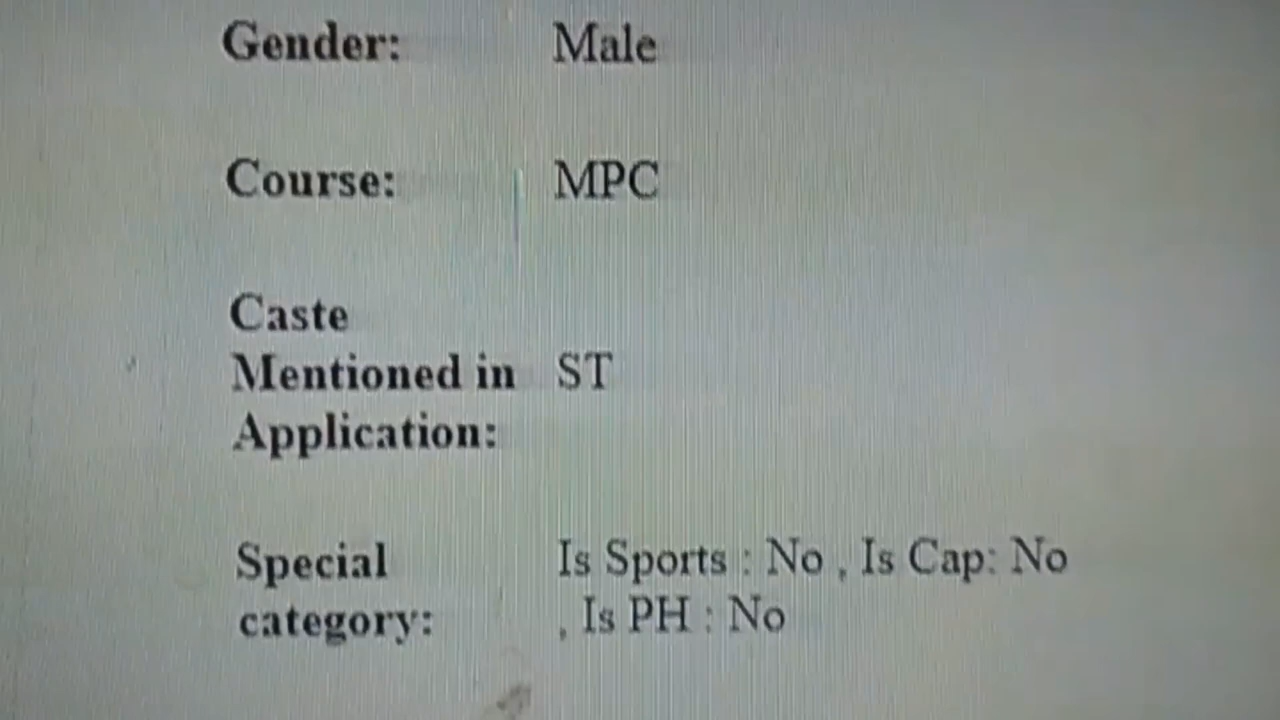 Gender: Male
Course: MPC
Caste
Mentioned in ST
Application:
Special Is Sports : No , Is Cap: No
category: , Is PH : No